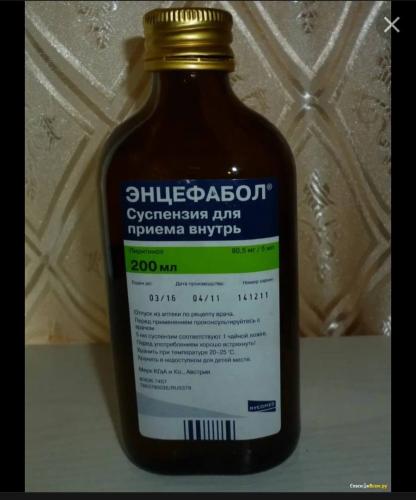 ЭНЦЕФАБОЛ®
Суспензия для
приема внутрь
Пиритинол 80,5 мг / 5 мл
200 мл
Годен до: Дата производства: Номер серии:
03/16 04/11 141211
Отпуск из аптеки по рецепту врача.
Перед применением проконсультируйтесь с
врачом.
5 мл суспензии соответствуют 1 чайной ложке.
Перед употреблением хорошо встряхнуть!
Хранить при температуре 20-25 °C.
Хранить в недоступном для детей месте.
Мерк КГаА и Ко., Австрия
NYCOMED